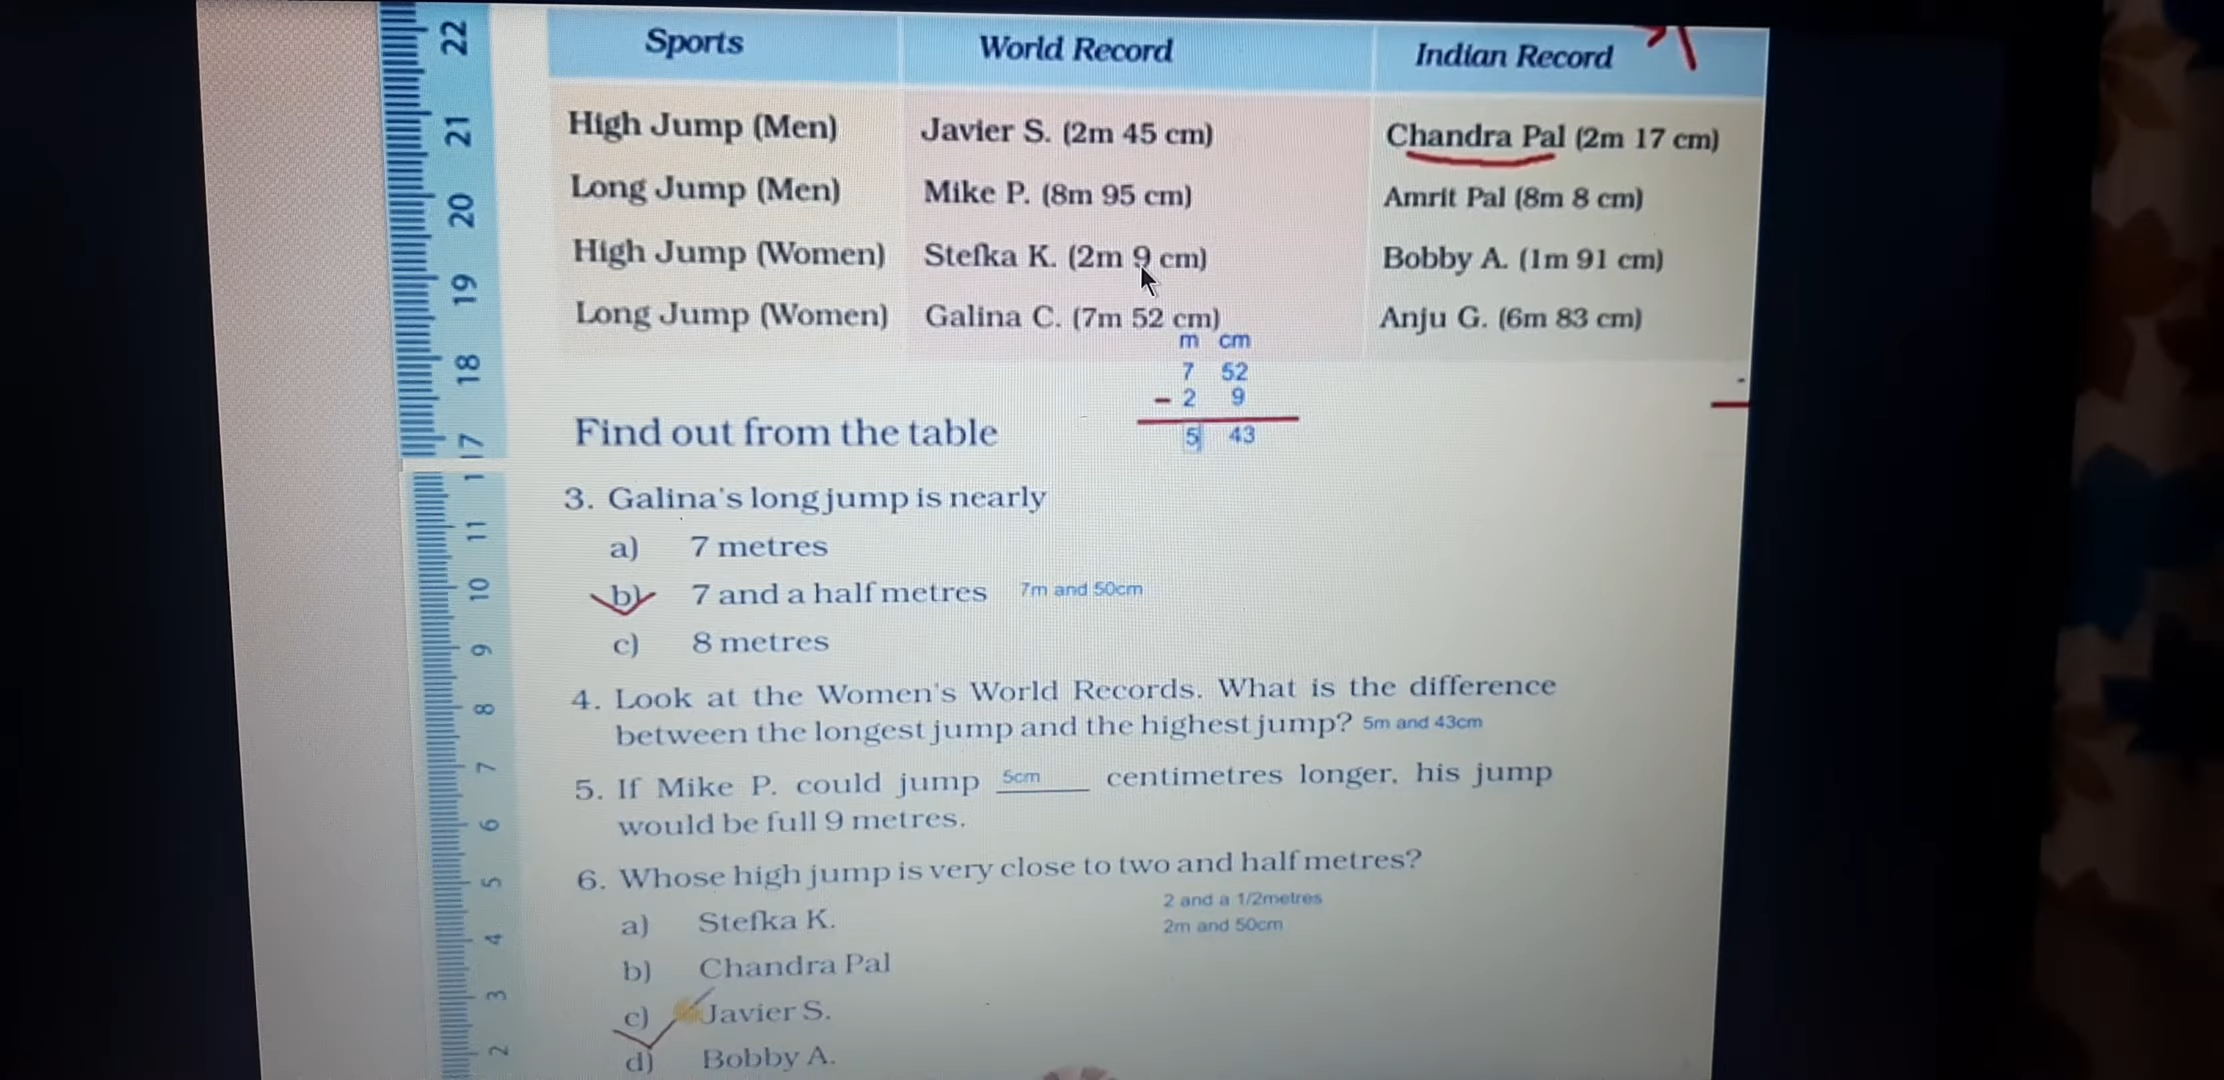 Sports World Record Indian Record
High Jump (Men) Javier S. (2m 45 cm) Chandra Pal (2m 17 cm)
Long Jump (Men) Mike P. (8m 95 cm) Amrit Pal (8m 8 cm)
High Jump (Women) Stefka K. (2m 9 cm) Bobby A. (1m 91 cm)
Long Jump (Women) Galina C. (7m 52 cm) Anju G. (6m 83 cm)
m cm
7 52
- 2 9
5 43
Find out from the table
3. Galina's long jump is nearly
a) 7 metres
b) 7 and a half metres 7m and 50cm
c) 8 metres
4. Look at the Women's World Records. What is the difference
between the longest jump and the highest jump? 5m and 43cm
5. If Mike P. could jump 5cm centimetres longer, his jump
would be full 9 metres.
6. Whose high jump is very close to two and half metres?
2 and a 1/2metres
2m and 50cm
a) Stefka K.
b) Chandra Pal
c) Javier S.
d) Bobby A.
22
21
20
19
18
17
1
11
10
9
8
7
6
5
4
3
2